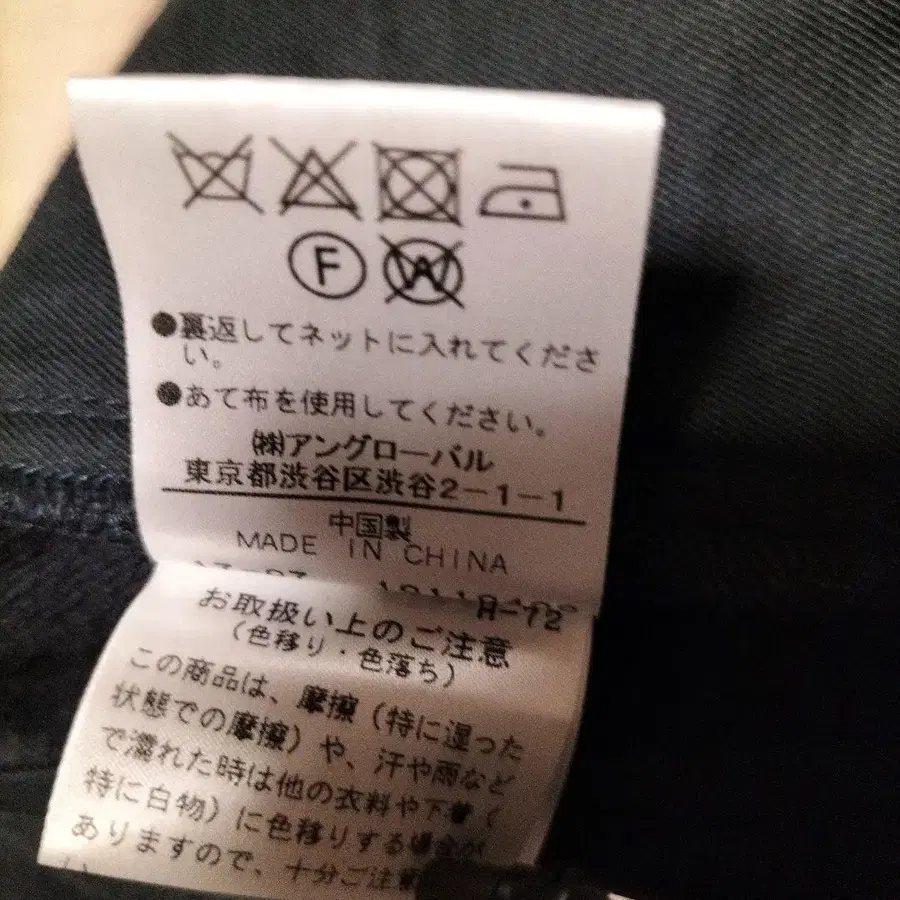 F W
●裏返してネットに入れてくださ
い。
●あて布を使用してください。
㈱アングローバル
東京都渋谷区渋谷2-1-1
中国製
MADE IN CHINA
H-72
お取扱い上のご注意
(色移り・色落ち)
この商品は、摩擦(特に湿った
状態での摩擦)や、汗や雨など
で濡れた時は他の衣料や下着(
特に白物)に色移りする場合が
ありますので、十分ご注意